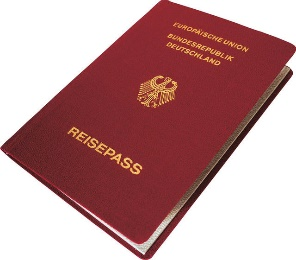 EUROPÄISCHE UNION
BUNDESREPUBLIK
DEUTSCHLAND
REISEPASS